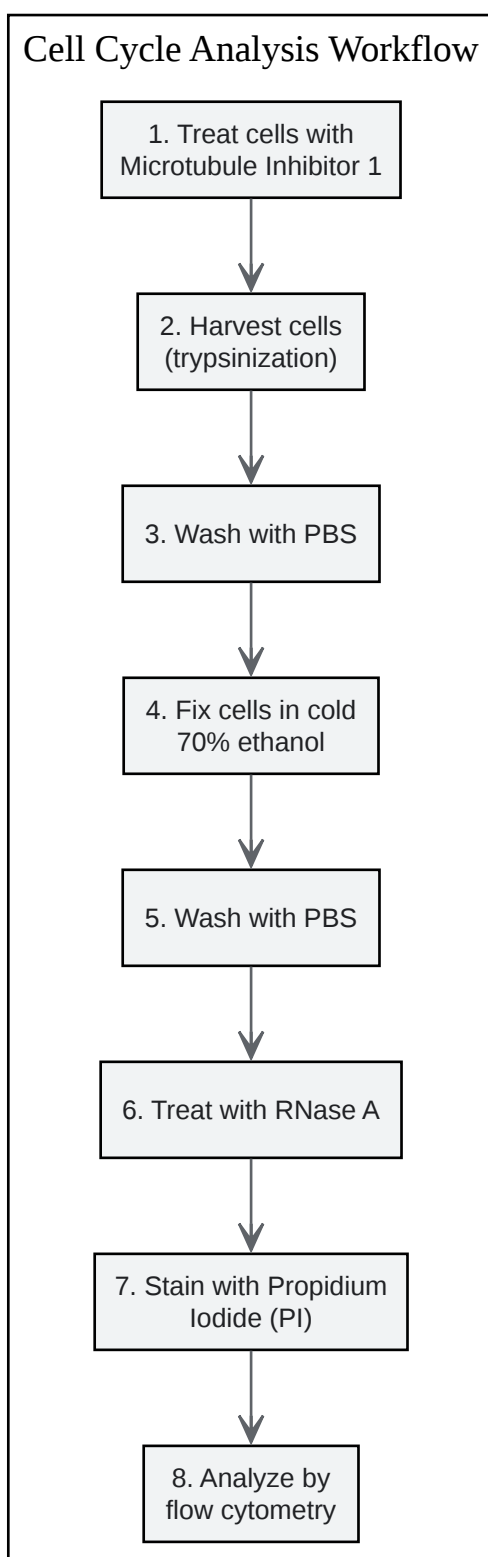 Cell Cycle Analysis Workflow
1. Treat cells with
Microtubule Inhibitor 1
2. Harvest cells
(trypsinization)
3. Wash with PBS
4. Fix cells in cold
70% ethanol
5. Wash with PBS
6. Treat with RNase A
7. Stain with Propidium
Iodide (PI)
8. Analyze by
flow cytometry